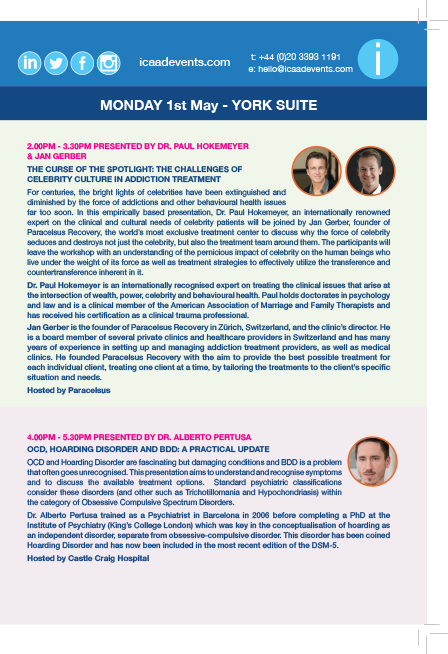 in
f
icaadevents.com
t: +44 (0)20 3393 1191
e: hello@icaadevents.com
i
MONDAY 1st May - YORK SUITE
2.00PM - 3.30PM PRESENTED BY DR. PAUL HOKEMEYER
& JAN GERBER
THE CURSE OF THE SPOTLIGHT: THE CHALLENGES OF
CELEBRITY CULTURE IN ADDICTION TREATMENT
For centuries, the bright lights of celebrities have been extinguished and
diminished by the force of addictions and other behavioural health issues
far too soon. In this empirically based presentation, Dr. Paul Hokemeyer, an internationally renowned
expert on the clinical and cultural needs of celebrity patients will be joined by Jan Gerber, founder of
Paracelsus Recovery, the world's most exclusive treatment center to discuss why the force of celebrity
seduces and destroys not just the celebrity, but also the treatment team around them. The participants will
leave the workshop with an understanding of the pernicious impact of celebrity on the human beings who
live under the weight of its force as well as treatment strategies to effectively utilize the transference and
countertransference inherent in it.
Dr. Paul Hokemeyer is an internationally recognised expert on treating the clinical issues that arise at
the intersection of wealth, power, celebrity and behavioural health. Paul holds doctorates in psychology
and law and is a clinical member of the American Association of Marriage and Family Therapists and
has received his certification as a clinical trauma professional.
Jan Gerber is the founder of Paracelsus Recovery in Zürich, Switzerland, and the clinic's director. He
is a board member of several private clinics and healthcare providers in Switzerland and has many
years of experience in setting up and managing addiction treatment providers, as well as medical
clinics. He founded Paracelsus Recovery with the aim to provide the best possible treatment for
each individual client, treating one client at a time, by tailoring the treatments to the client's specific
situation and needs.
Hosted by Paracelsus
4.00PM - 5.30PM PRESENTED BY DR. ALBERTO PERTUSA
OCD, HOARDING DISORDER AND BDD: A PRACTICAL UPDATE
OCD and Hoarding Disorder are fascinating but damaging conditions and BDD is a problem
that often goes unrecognised. This presentation aims to understand and recognise symptoms
and to discuss the available treatment options. Standard psychiatric classifications
consider these disorders (and other such as Trichotillomania and Hypochondriasis) within
the category of Obsessive Compulsive Spectrum Disorders.
Dr. Alberto Pertusa trained as a Psychiatrist in Barcelona in 2006 before completing a PhD at the
Institute of Psychiatry (King's College London) which was key in the conceptualisation of hoarding as
an independent disorder, separate from obsessive-compulsive disorder. This disorder has been coined
Hoarding Disorder and has now been included in the most recent edition of the DSM-5.
Hosted by Castle Craig Hospital